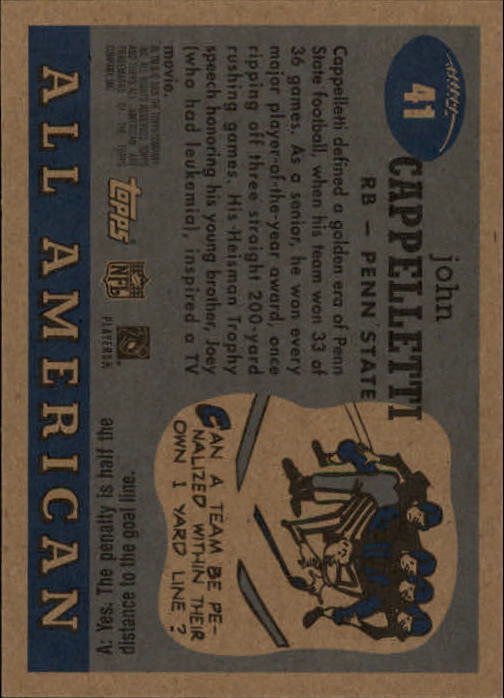 41
john
CAPPELLETTI
RB – PENN STATE
Cappelletti defined a golden era of Penn
State football, when his team won 33 of
36 games. As a senior, he won every
major player-of-the-year award, once
ripping off three straight 200-yard
rushing games. His Heisman Trophy
speech honoring his young brother, Joey
(who had leukemia), inspired a TV
movie.
CAN A TEAM BE PE-
NALIZED WITHIN THEIR
OWN 1 YARD LINE?
A: Yes. The penalty is half the
distance to the goal line.
Topps
NFL
PLAYERS
ALL AMERICAN